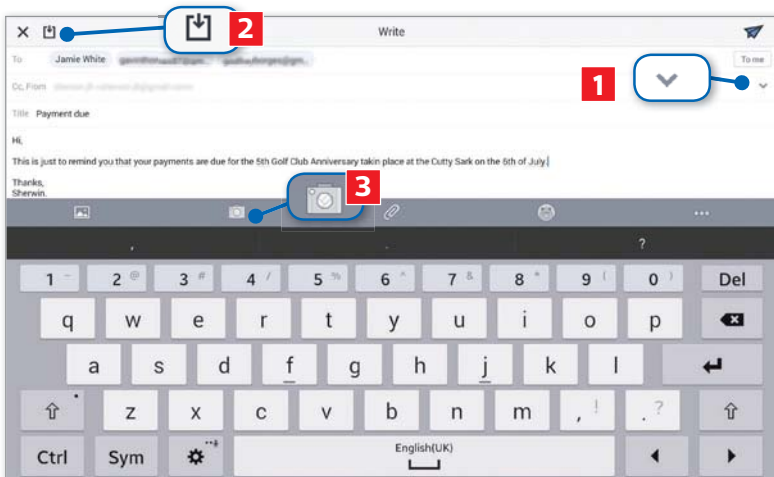 2
Write
To Jamie White
To me
1
Cc, From
Title Payment due
Hi,
This is just to remind you that your payments are due for the 5th Golf Club Anniversary takin place at the Cutty Sark on the 6th of July.
Thanks,
Sherwin.
3
, . ?
1 - 2 @ 3 # 4 / 5 % 6 ^ 7 & 8 * 9 ( 0 ) Del
q w e r t y u i o p
a s d f g h j k l
z x c v b n m , ! . ?
Ctrl Sym English(UK)